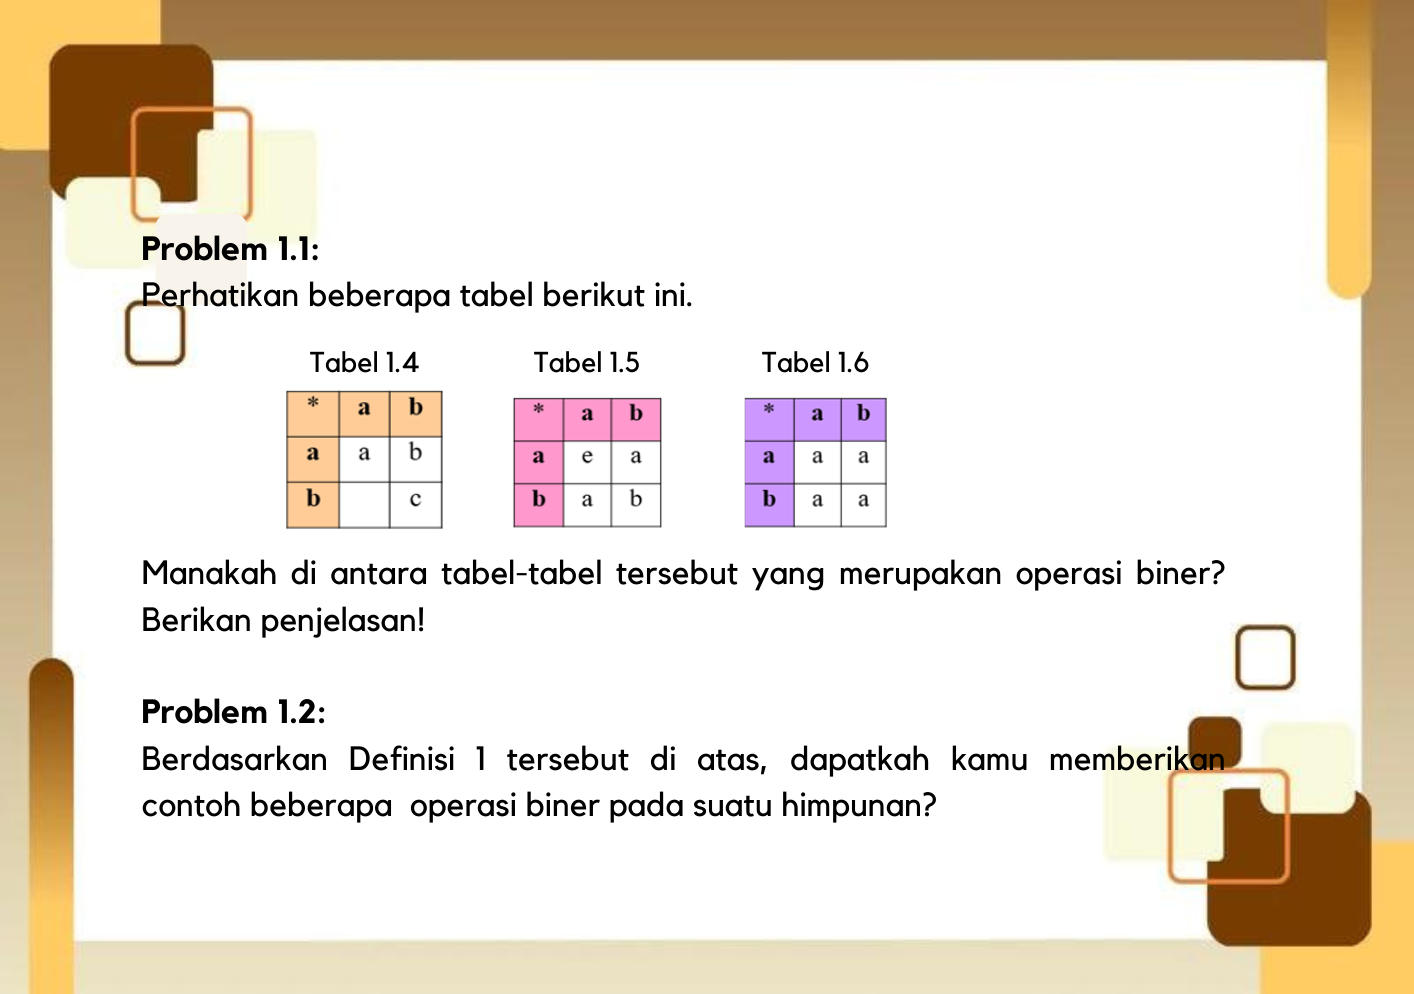 Problem 1.1:
Perhatikan beberapa tabel berikut ini.
Tabel 1.4 Tabel 1.5 Tabel 1.6
* a b * a b * a b
a a b a e a a a a
b c b a b b a a
Manakah di antara tabel-tabel tersebut yang merupakan operasi biner?
Berikan penjelasan!
Problem 1.2:
Berdasarkan Definisi 1 tersebut di atas, dapatkah kamu memberikan
contoh beberapa operasi biner pada suatu himpunan?